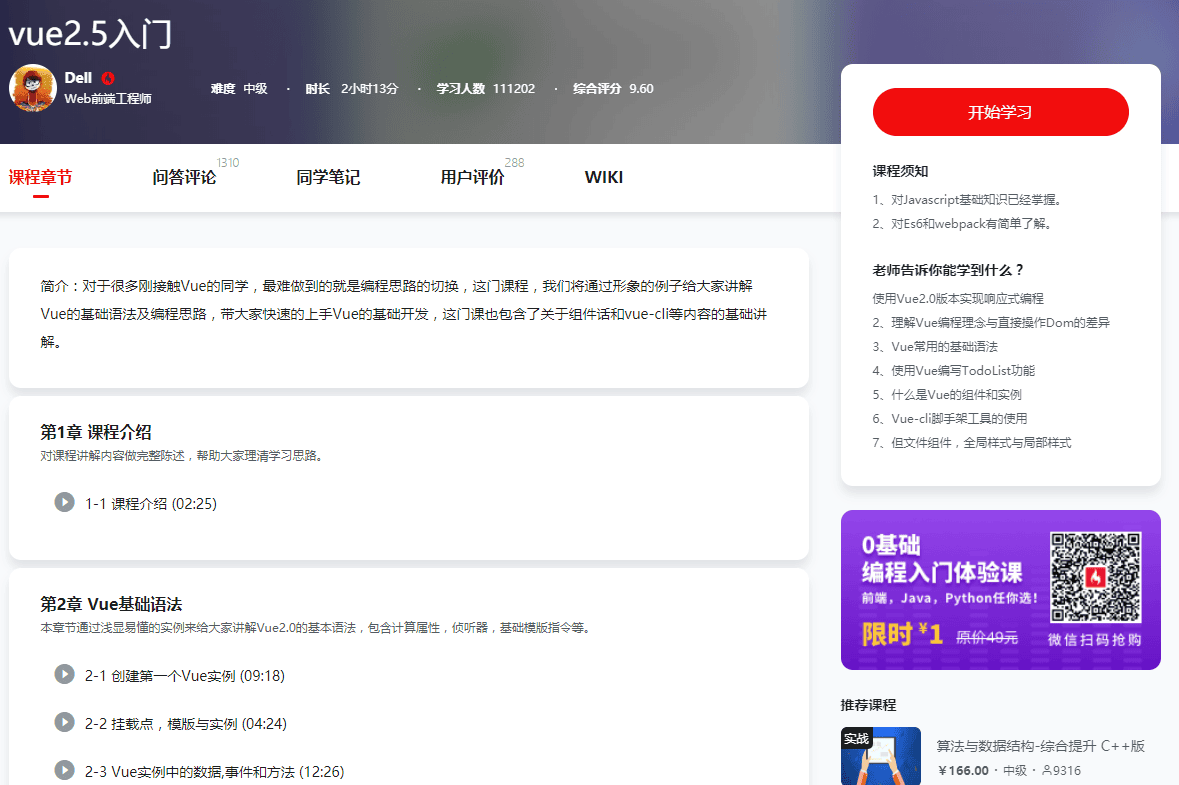 vue2.5入门
Dell
Web前端工程师
难度 中级 · 时长 2小时13分 · 学习人数 111202 · 综合评分 9.60
课程章节
问答评论 1310
同学笔记
用户评价 288
WIKI
简介：对于很多刚接触Vue的同学，最难做到的就是编程思路的切换，这门课程，我们将通过形象的例子给大家讲解
Vue的基础语法及编程思路，带大家快速的上手Vue的基础开发，这门课也包含了关于组件话和vue-cli等内容的基础讲
解。
第1章 课程介绍
对课程讲解内容做完整陈述，帮助大家理清学习思路。
1-1 课程介绍 (02:25)
第2章 Vue基础语法
本章节通过浅显易懂的实例来给大家讲解Vue2.0的基本语法，包含计算属性，侦听器，基础模版指令等。
2-1 创建第一个Vue实例 (09:18)
2-2 挂载点，模版与实例 (04:24)
2-3 Vue实例中的数据,事件和方法 (12:26)
开始学习
课程须知
1、对Javascript基础知识已经掌握。
2、对Es6和webpack有简单了解。
老师告诉你能学到什么？
使用Vue2.0版本实现响应式编程
2、理解Vue编程理念与直接操作Dom的差异
3、Vue常用的基础语法
4、使用Vue编写TodoList功能
5、什么是Vue的组件和实例
6、Vue-cli脚手架工具的使用
7、但文件组件，全局样式与局部样式
0基础
编程入门体验课
前端，Java，Python任你选！
限时¥1 原价49元
微信扫码抢购
推荐课程
实战
算法与数据结构-综合提升 C++版
￥166.00 · 中级 · 9316